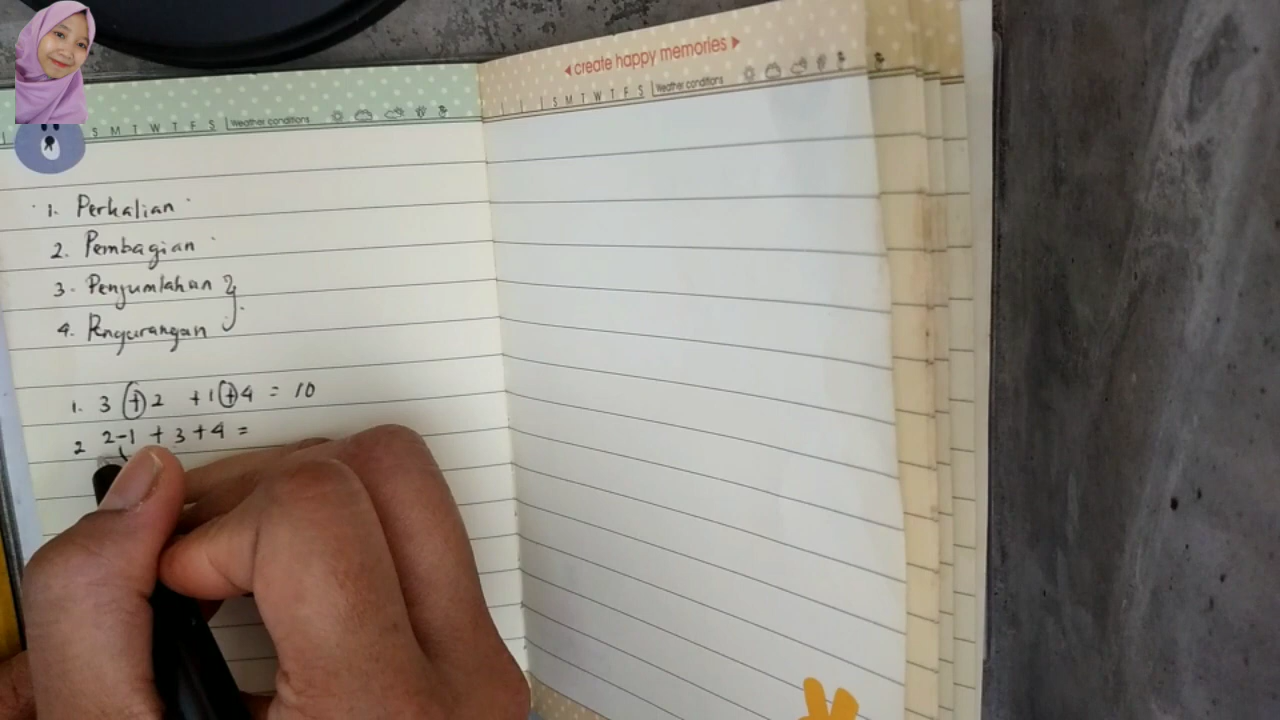 S M T W T F S Weather conditions
◂ create happy memories ▸
S M T W T F S Weather conditions
1. Perkalian
2. Pembagian
3. Penjumlahan
4. Pengurangan
1. 3 + 2 + 1 + 4 = 10
2 2 - 1 + 3 + 4 =